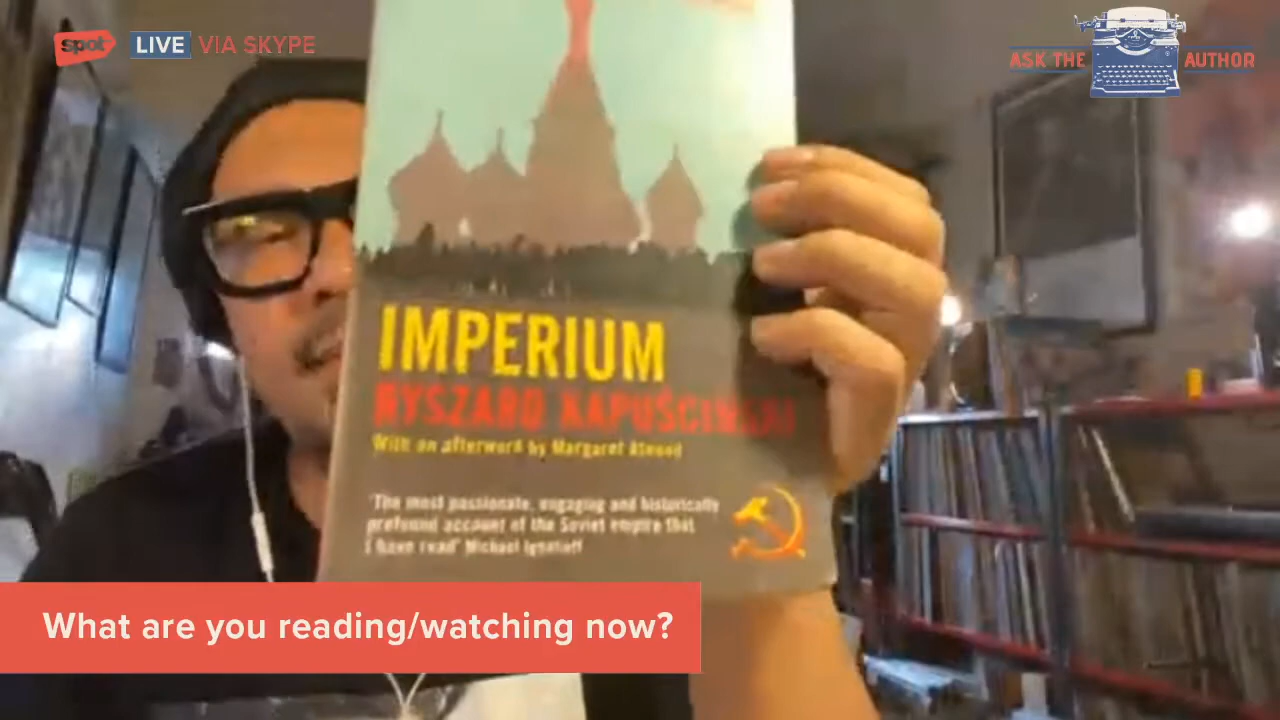 spot
LIVE VIA SKYPE
ASK THE AUTHOR
IMPERIUM
RYSZARD KAPUŚCIŃSKI
With an afterword by Margaret Atwood
'The most passionate, engaging and historically
profound account of the Soviet empire that
I have read' Michael Ignatieff
What are you reading/watching now?